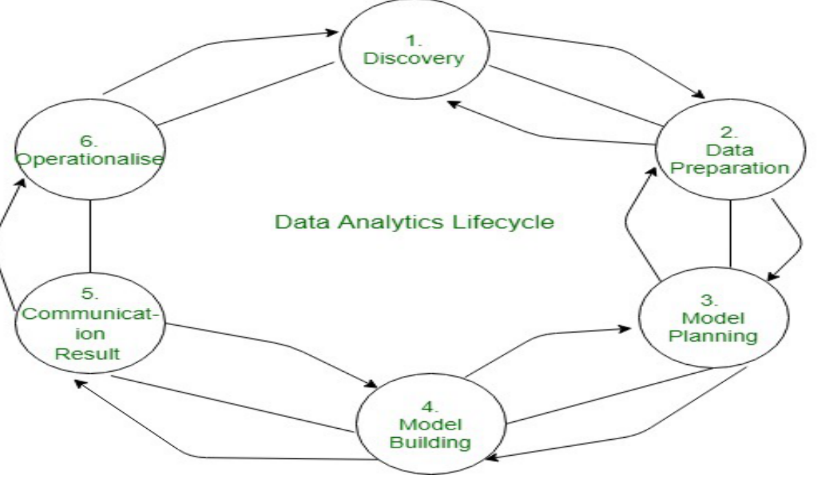 1.
Discovery
2.
Data
Preparation
3.
Model
Planning
4.
Model
Building
5.
Communicat-
ion
Result
6.
Operationalise
Data Analytics Lifecycle